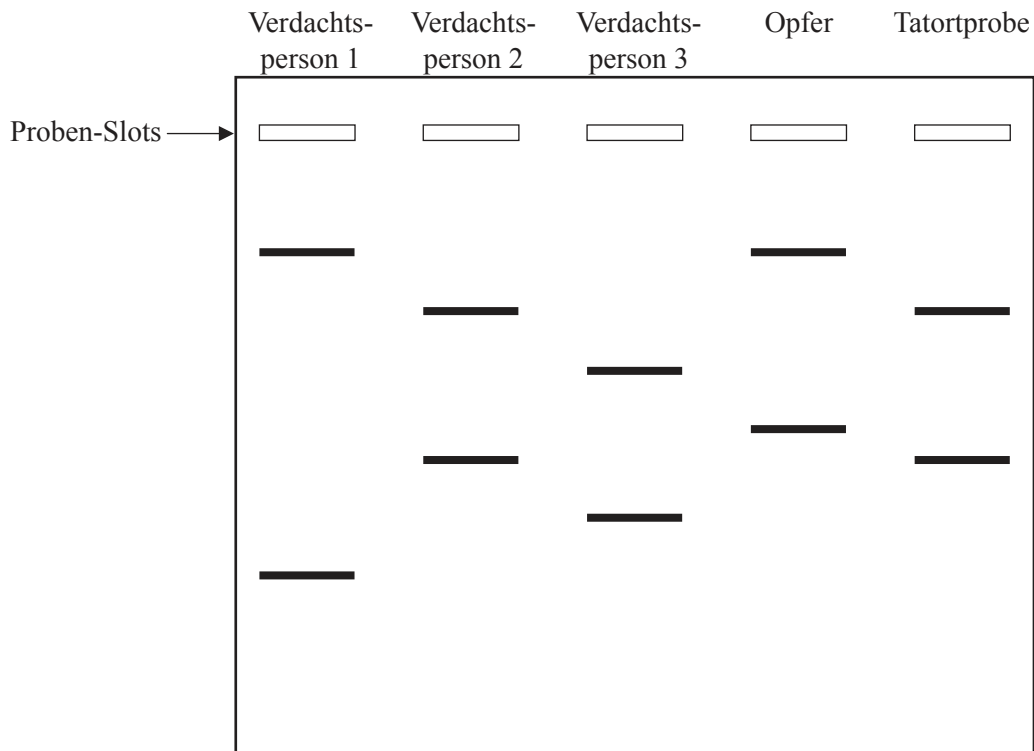 Verdachts- Verdachts- Verdachts- Opfer Tatortprobe
person 1 person 2 person 3
Proben-Slots